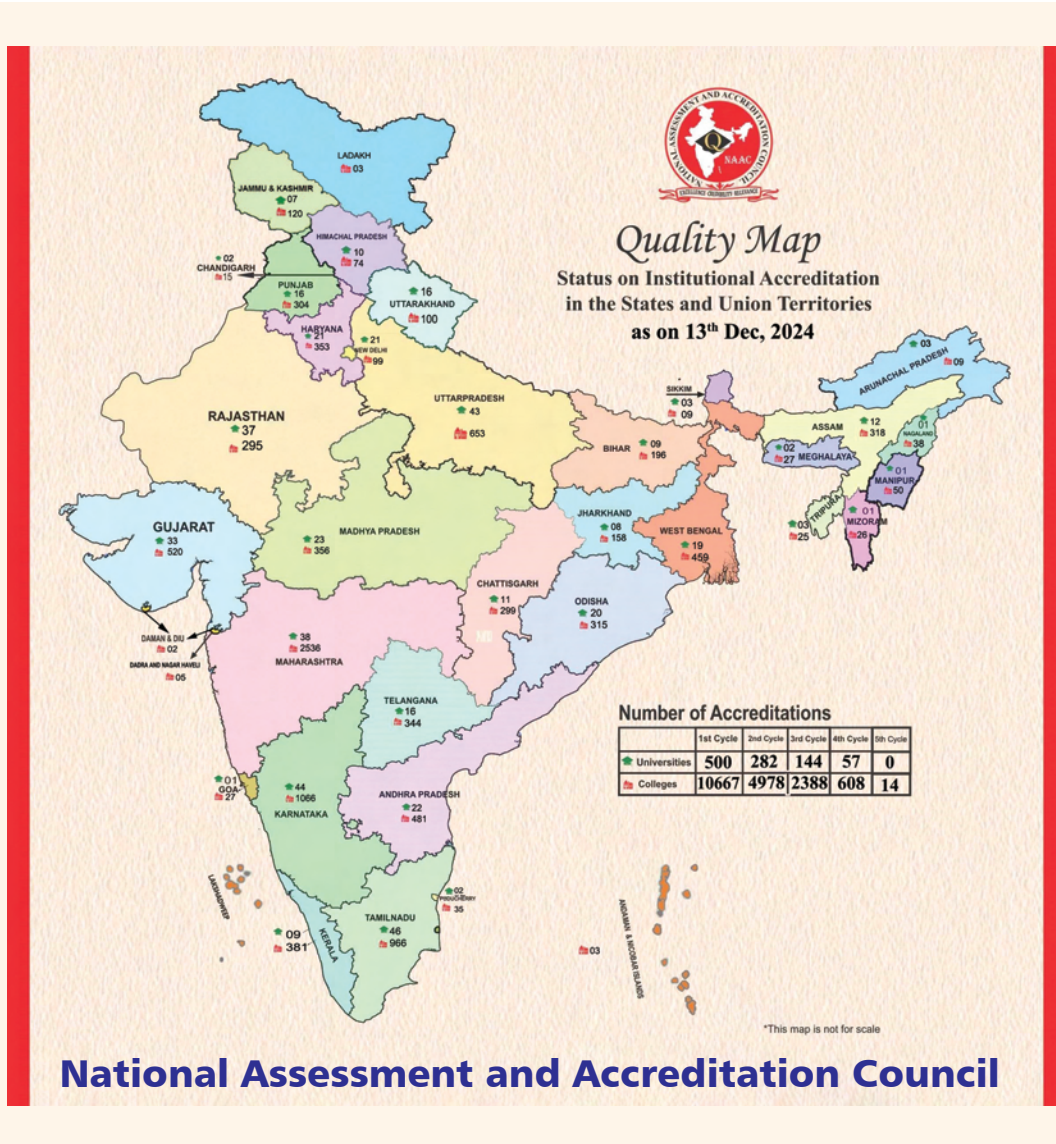 NATIONAL ASSESSMENT AND ACCREDITATION COUNCIL
Q
NAAC
EXCELLENCE CREDIBILITY RELEVANCE
Quality Map
Status on Institutional Accreditation
in the States and Union Territories
as on 13th Dec, 2024
LADAKH
03
JAMMU & KASHMIR
07
120
HIMACHAL PRADESH
10
74
02
CHANDIGARH
15
PUNJAB
16
304
16
UTTARAKHAND
100
HARYANA
21
353
21
NEW DELHI
99
03
ARUNACHAL PRADESH
09
SIKKIM
03
09
RAJASTHAN
37
295
UTTARPRADESH
43
653
BIHAR
09
196
ASSAM
12
318
01
NAGALAND
38
02
27
MEGHALAYA
01
MANIPUR
50
TRIPURA
03
25
01
MIZORAM
26
GUJARAT
33
520
MADHYA PRADESH
23
356
JHARKHAND
08
158
WEST BENGAL
19
459
CHATTISGARH
11
299
ODISHA
20
315
DAMAN & DIU
02
DADRA AND NAGAR HAVELI
05
38
2536
MAHARASHTRA
TELANGANA
16
344
Number of Accreditations
1st Cycle 2nd Cycle 3rd Cycle 4th Cycle 5th Cycle
Universities 500 282 144 57 0
Colleges 10667 4978 2388 608 14
01
GOA
27
44
1066
KARNATAKA
ANDHRA PRADESH
22
481
LAKSHADWEEP
02
PUDUCHERRY
35
TAMILNADU
46
966
09
381
KERALA
03
ANDAMAN & NICOBAR ISLANDS
*This map is not for scale
National Assessment and Accreditation Council